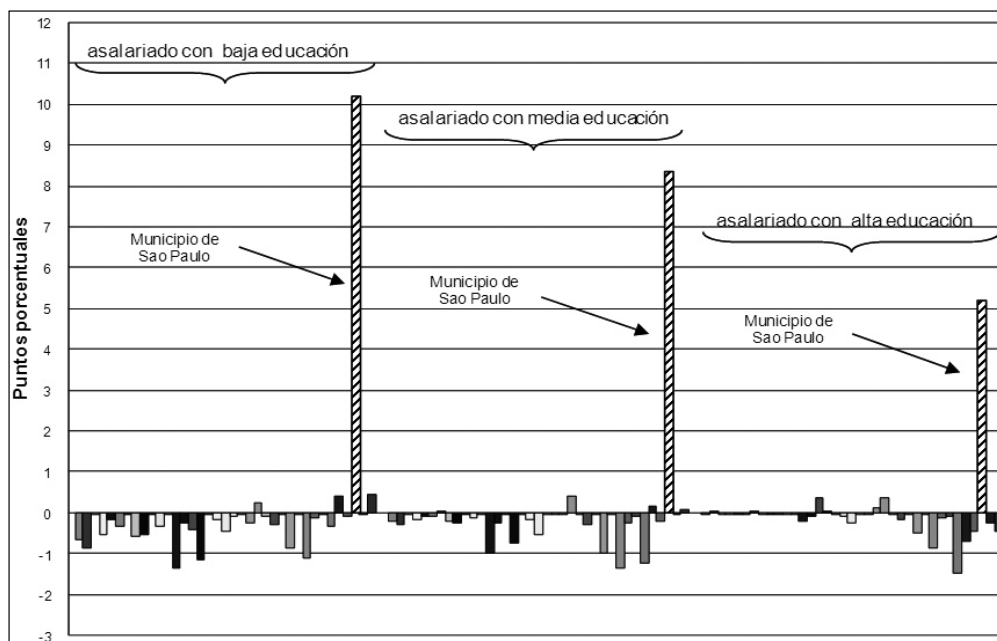 12
11
10
9
8
7
6
5
4
3
2
1
0
-1
-2
-3
Puntos porcentuales
asalariado con baja educación
asalariado con media educación
asalariado con alta educación
Municipio de
Sao Paulo
Municipio de
Sao Paulo
Municipio de
Sao Paulo